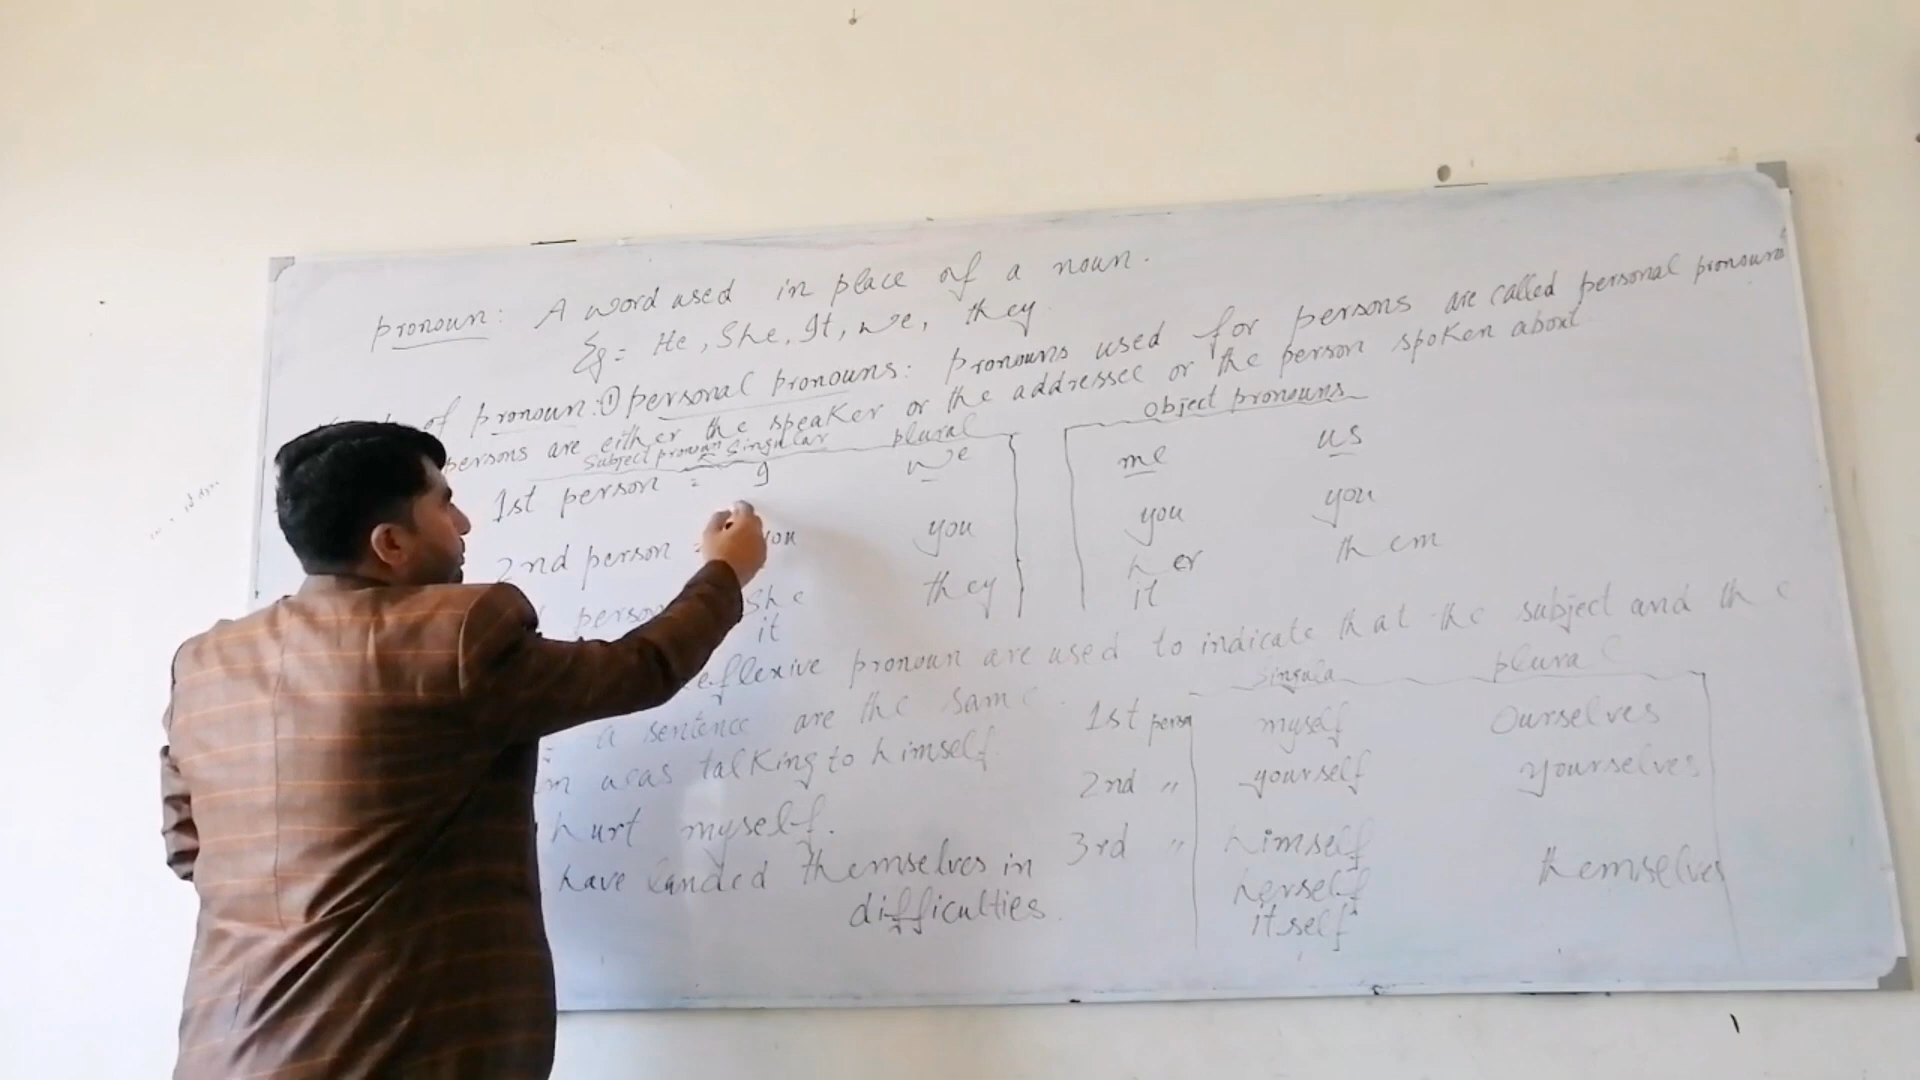 pronoun: A word used in place of a noun.
Eg = He, She, It, we, they
of pronoun: ① personal pronouns: pronouns used for persons are called personal pronouns
persons are either the speaker or the addressee or the person spoken about
Subject pronoun = Singular plural Object pronouns
1st person = I we me us
2nd person you you you you
person She they her them
it it
reflexive pronoun are used to indicate that the subject and the
a sentence are the same. Singula plural
1st person myself Ourselves
was talking to himself.
2nd " yourself yourselves
hurt myself.
3rd " himself themselves
have landed themselves in herself
difficulties. itself